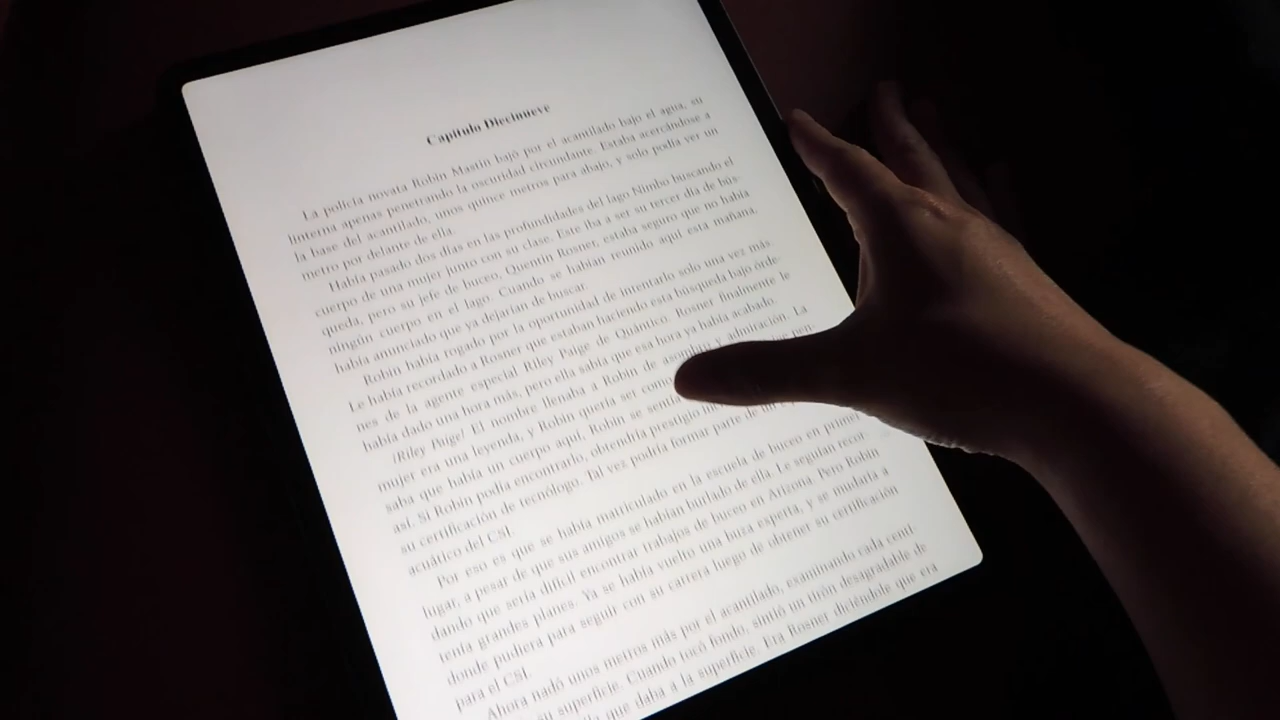 Capítulo Diecinueve
La policía novata Robin Mastin bajó por el acantilado bajo el agua, su
linterna apenas penetrando la oscuridad circundante. Estaba acercándose a
la base del acantilado, unos quince metros para abajo, y solo podía ver un
metro por delante de ella.
Había pasado dos días en las profundidades del lago Nimbo buscando el
cuerpo de una mujer junto con su clase. Este iba a ser su tercer día de bús-
queda, pero su jefe de buceo, Quentin Rosner, estaba seguro que no había
ningún cuerpo en el lago. Cuando se habían reunido aquí esta mañana,
había anunciado que ya dejarían de buscar.
Robin había rogado por la oportunidad de intentarlo solo una vez más.
Le había recordado a Rosner que estaban haciendo esta búsqueda bajo órde-
nes de la agente especial Riley Paige de Quántico. Rosner finalmente le
había dado una hora más, pero ella sabía que esa hora ya había acabado.
¡Riley Paige! El nombre llenaba a Robin de asombro y admiración. La
mujer era una leyenda, y Robin quería ser como
saba que había un cuerpo aquí, Robin se sentía
así. Si Robin podía encontrarlo, obtendría prestigio
su certificación de tecnólogo. Tal vez podría formar parte de un
acuático del CSI.
Por eso es que se había matriculado en la escuela de buceo en primer
lugar, a pesar de que sus amigos se habían burlado de ella. Le seguían recor-
dando que sería difícil encontrar trabajos de buceo en Arizona. Pero Robin
tenía grandes planes. Ya se había vuelto una buza experta, y se mudaría a
donde pudiera para seguir con su carrera luego de obtener su certificación
para el CSI.
Ahora nadó unos metros más por el acantilado, examinando cada centí-
su superficie. Cuando tocó fondo, sintió un tirón desagradable de
que daba a la superficie. Era Rosner diciéndole que era